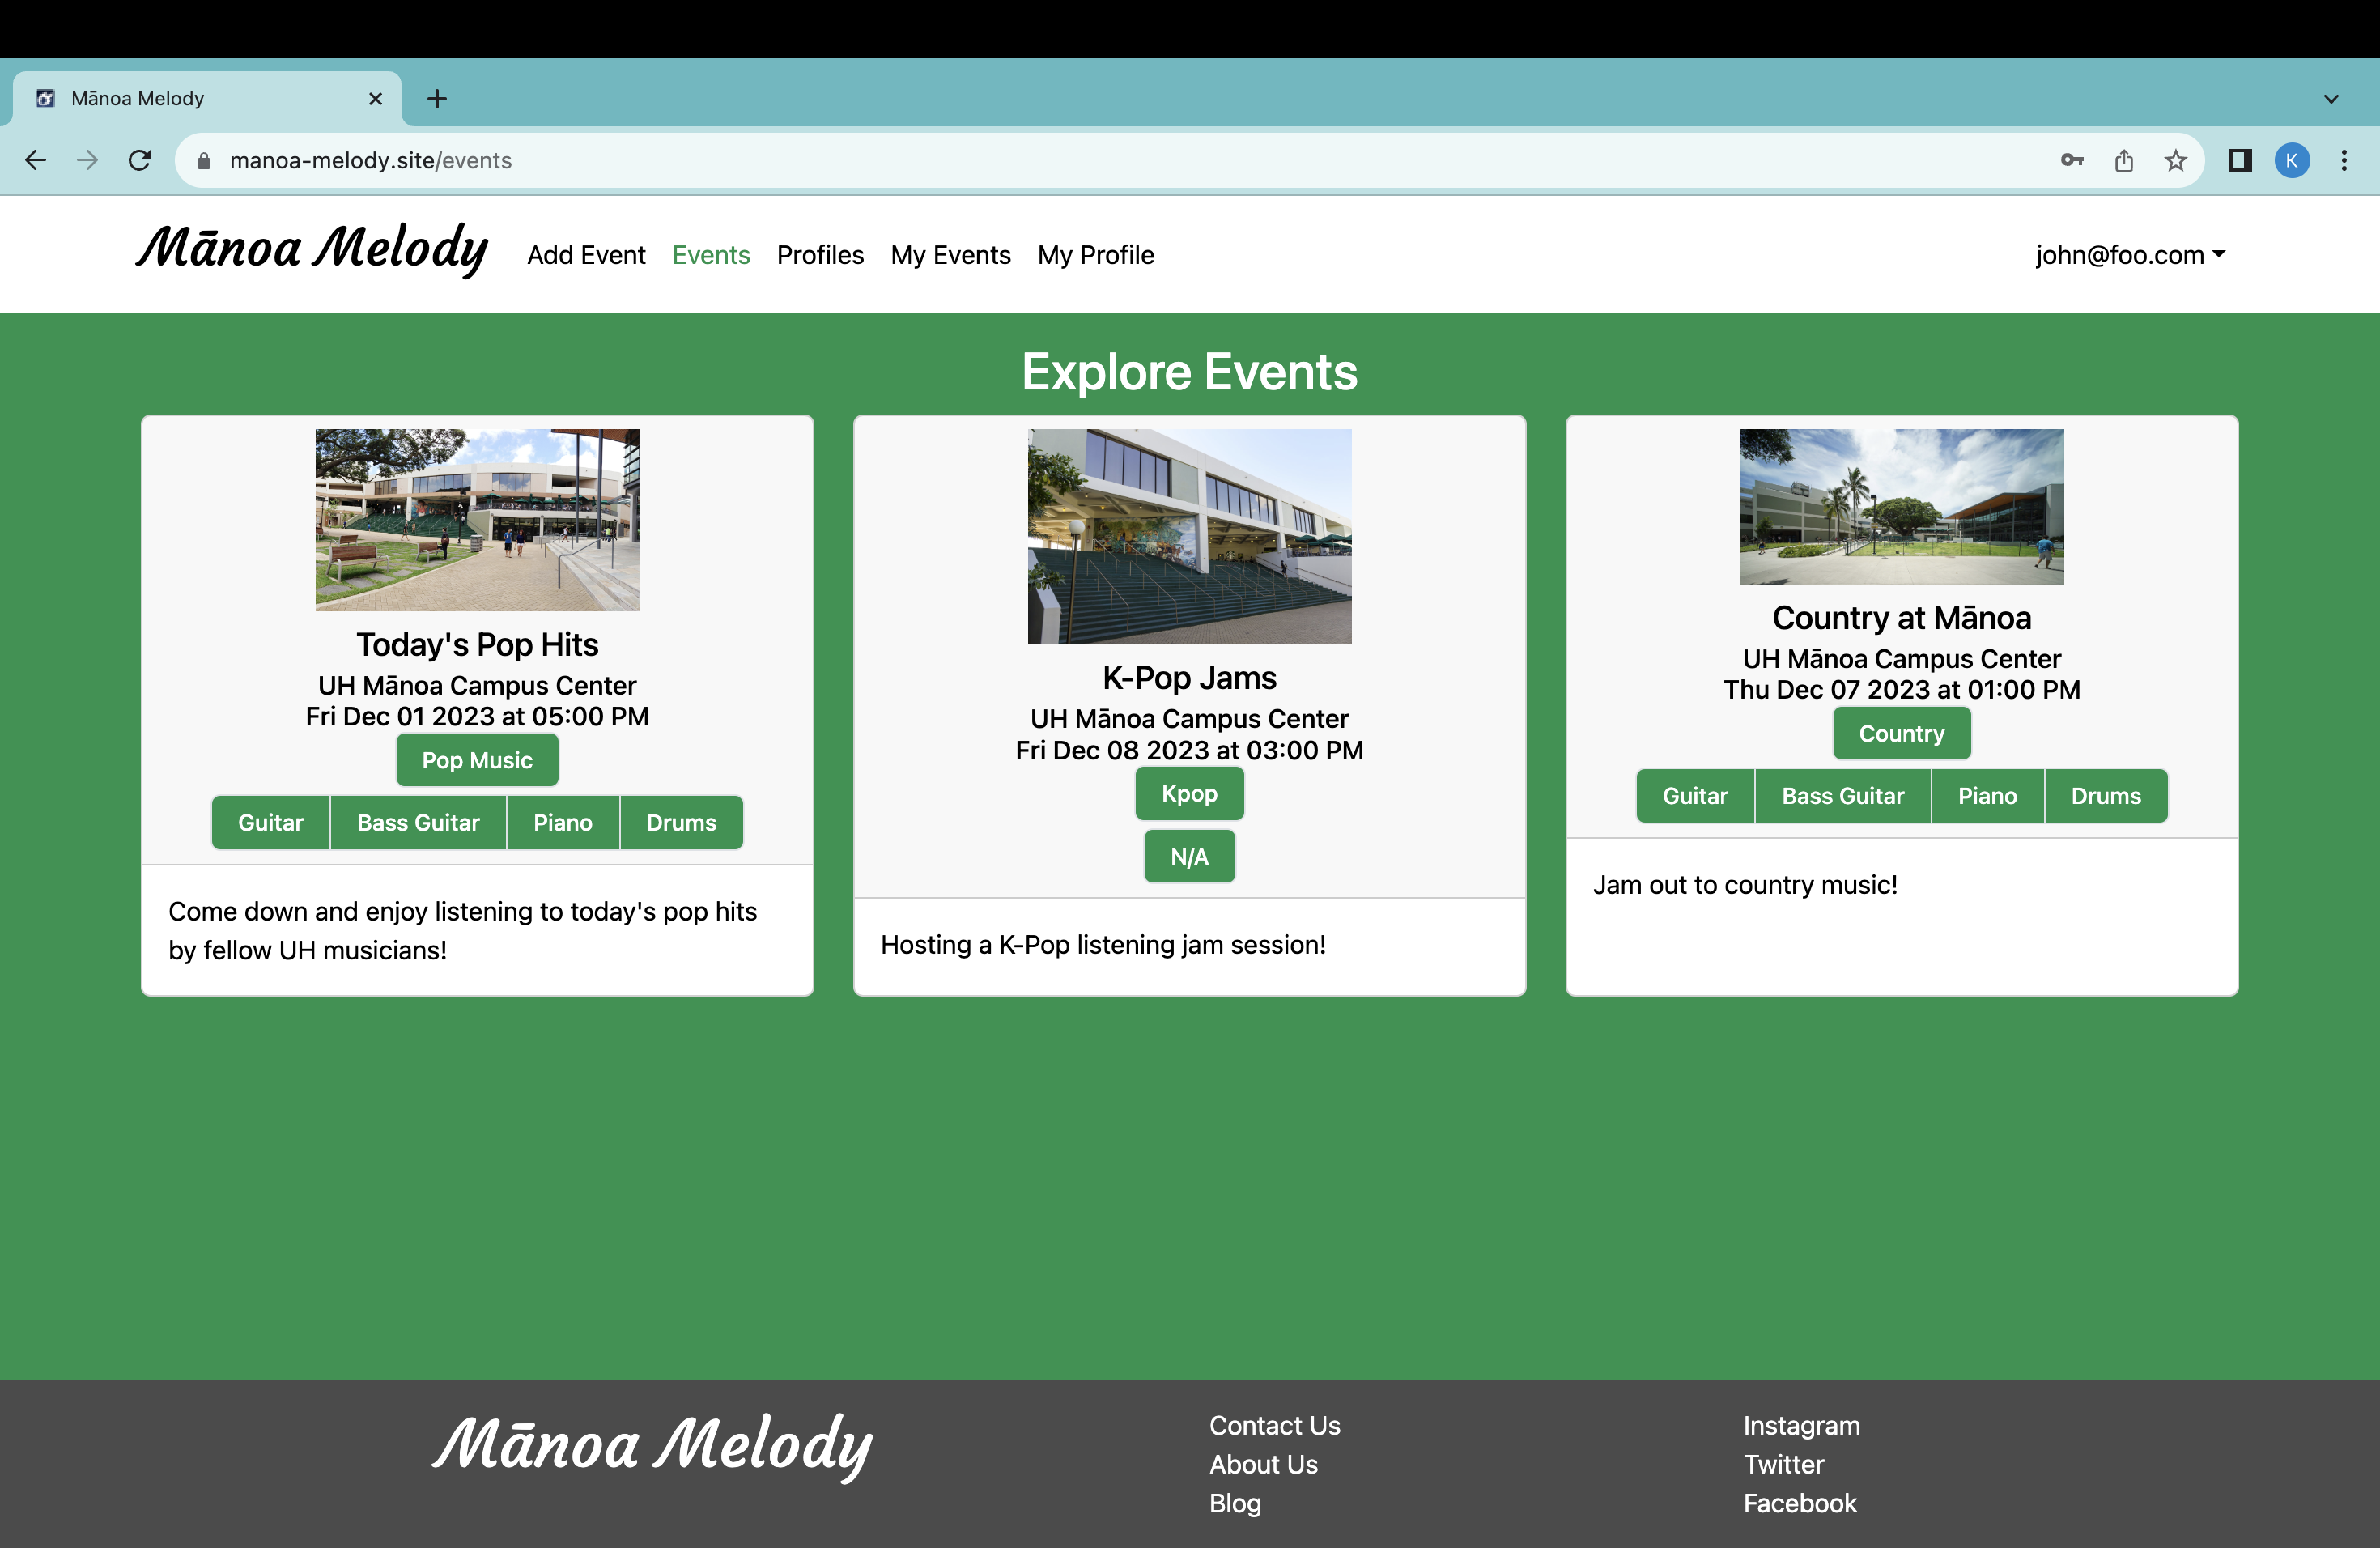 Mānoa Melody
manoa-melody.site/events
K
Mānoa Melody Add Event Events Profiles My Events My Profile john@foo.com
Explore Events
Today's Pop Hits
UH Mānoa Campus Center
Fri Dec 01 2023 at 05:00 PM
Pop Music
Guitar Bass Guitar Piano Drums
Come down and enjoy listening to today's pop hits
by fellow UH musicians!
K-Pop Jams
UH Mānoa Campus Center
Fri Dec 08 2023 at 03:00 PM
Kpop
N/A
Hosting a K-Pop listening jam session!
Country at Mānoa
UH Mānoa Campus Center
Thu Dec 07 2023 at 01:00 PM
Country
Guitar Bass Guitar Piano Drums
Jam out to country music!
Mānoa Melody
Contact Us
About Us
Blog
Instagram
Twitter
Facebook